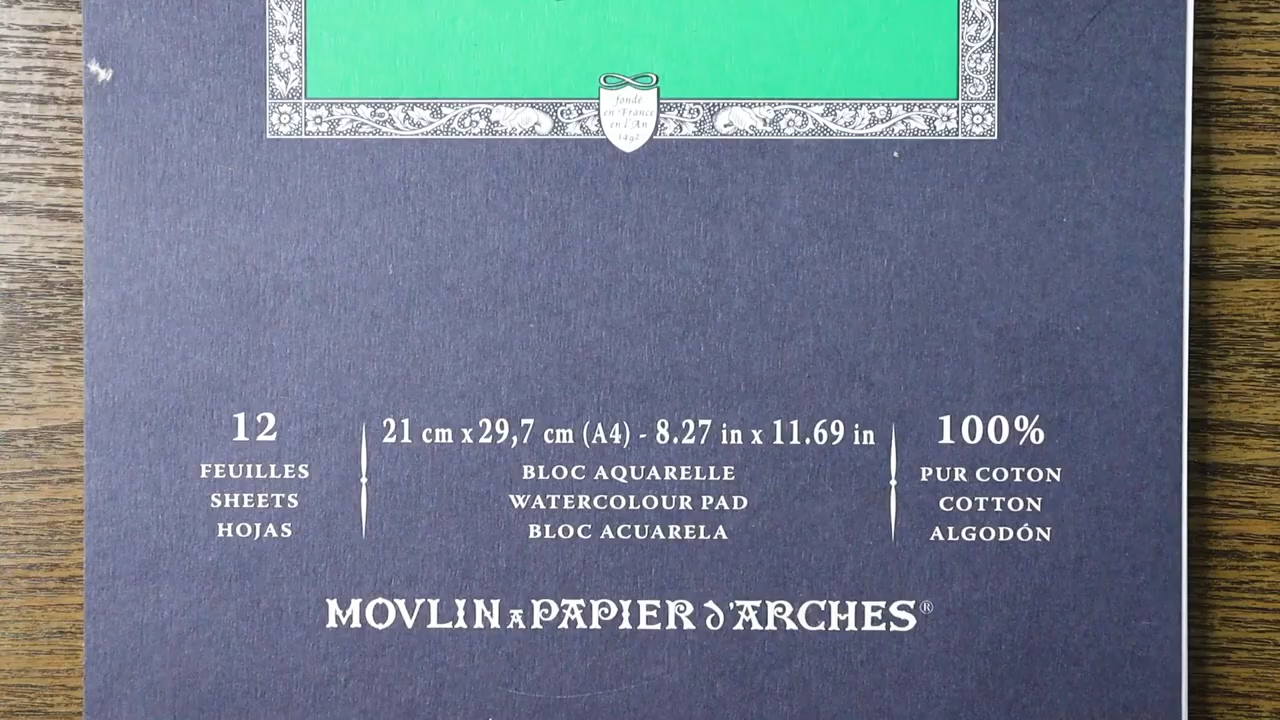 fonde
en France
en l'An
1492
12
FEUILLES
SHEETS
HOJAS
21 cm x 29,7 cm (A4) - 8.27 in x 11.69 in
BLOC AQUARELLE
WATERCOLOUR PAD
BLOC ACUARELA
100%
PUR COTON
COTTON
ALGODÓN
MOVLIN A PAPIER D'ARCHES®